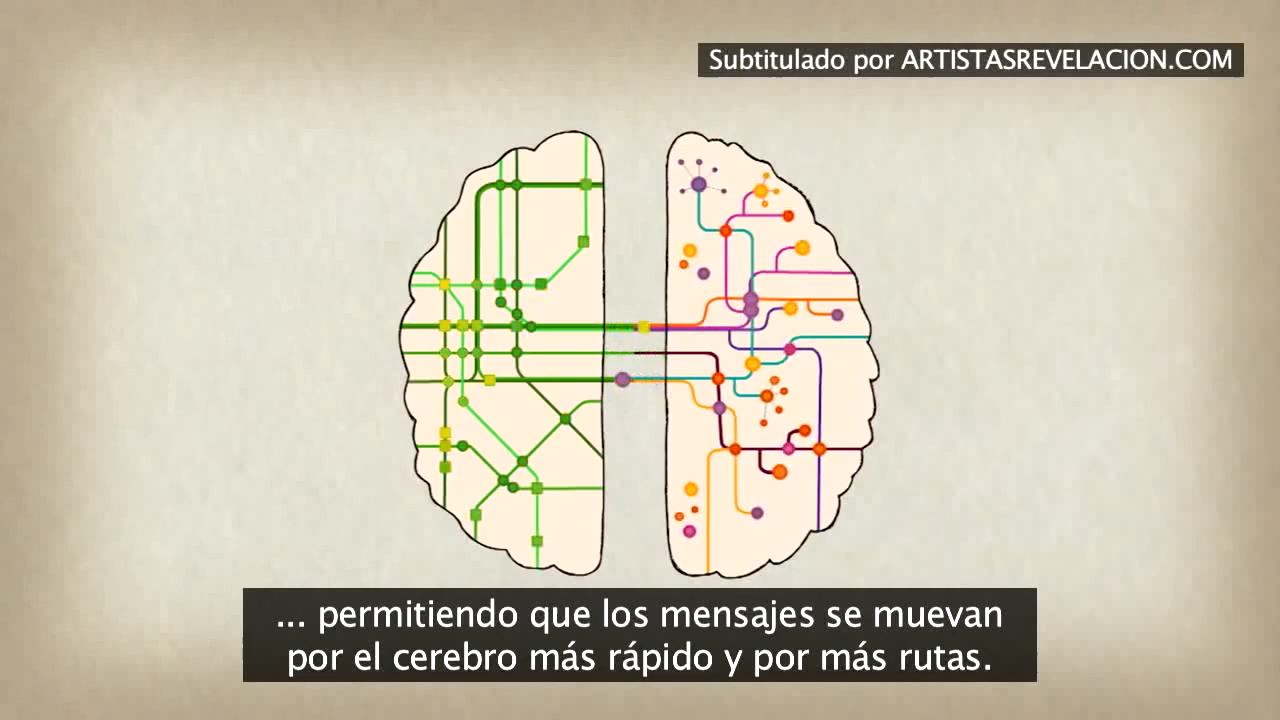 Subtitulado por ARTISTASREVELACION.COM
... permitiendo que los mensajes se muevan
por el cerebro más rápido y por más rutas.